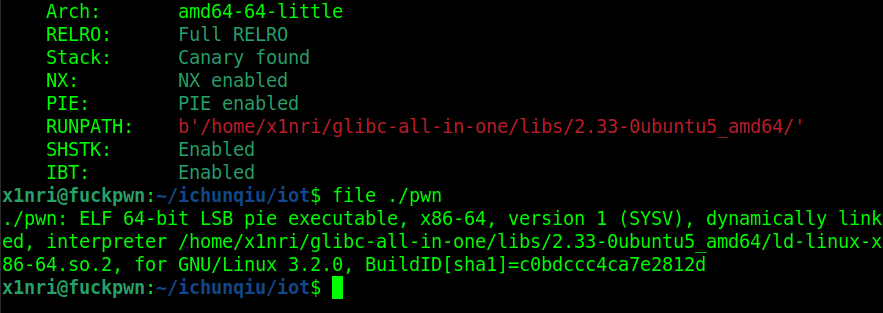 Arch:     amd64-64-little
RELRO:    Full RELRO
Stack:    Canary found
NX:       NX enabled
PIE:      PIE enabled
RUNPATH:  b'/home/x1nri/glibc-all-in-one/libs/2.33-0ubuntu5_amd64/'
SHSTK:    Enabled
IBT:      Enabled
x1nri@fuckpwn:~/ichunqiu/iot$ file ./pwn
./pwn: ELF 64-bit LSB pie executable, x86-64, version 1 (SYSV), dynamically link
ed, interpreter /home/x1nri/glibc-all-in-one/libs/2.33-0ubuntu5_amd64/ld-linux-x
86-64.so.2, for GNU/Linux 3.2.0, BuildID[sha1]=c0bdccc4ca7e2812d
x1nri@fuckpwn:~/ichunqiu/iot$